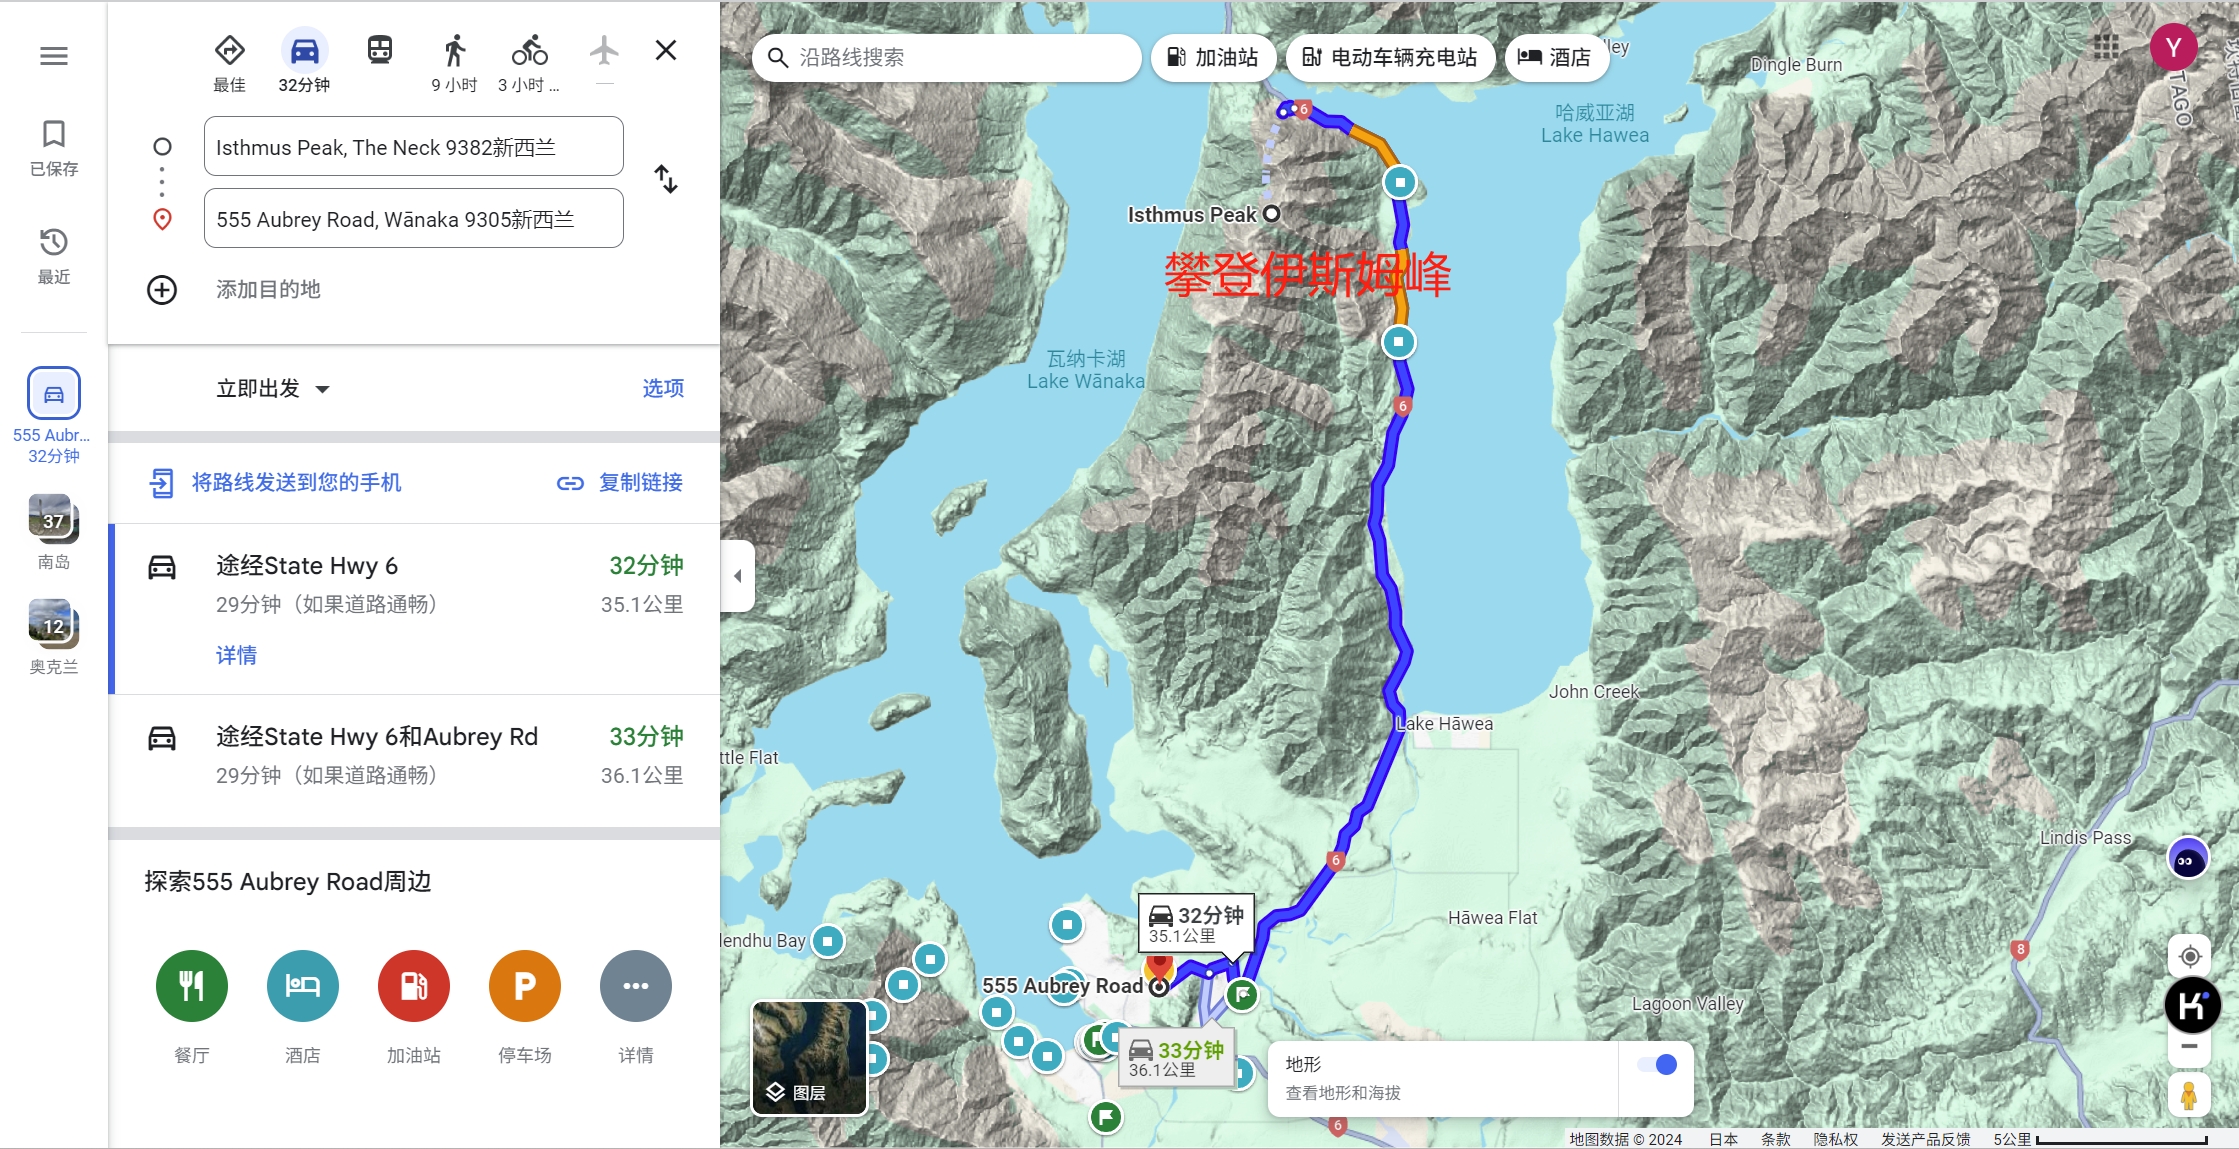 最佳
32分钟
9 小时
3 小时 ...
—
已保存
最近
555 Aubr...
32分钟
37
南岛
12
奥克兰
Isthmus Peak, The Neck 9382新西兰
555 Aubrey Road, Wānaka 9305新西兰
添加目的地
立即出发
选项
将路线发送到您的手机
复制链接
途经State Hwy 6
32分钟
29分钟（如果道路通畅）
35.1公里
详情
途经State Hwy 6和Aubrey Rd
33分钟
29分钟（如果道路通畅）
36.1公里
探索555 Aubrey Road周边
P
餐厅
酒店
加油站
停车场
详情
沿路线搜索
加油站
电动车辆充电站
酒店
lley
Dingle Burn
Y
TAGO
6
哈威亚湖
Lake Hawea
Isthmus Peak
攀登伊斯姆峰
瓦纳卡湖
Lake Wānaka
6
John Creek
Lake Hāwea
ttle Flat
6
Lindis Pass
32分钟
35.1公里
Hāwea Flat
lendhu Bay
8
555 Aubrey Road
Lagoon Valley
33分钟
36.1公里
图层
地形
查看地形和海拔
6
K
地图数据 © 2024
日本
条款
隐私权
发送产品反馈
5公里